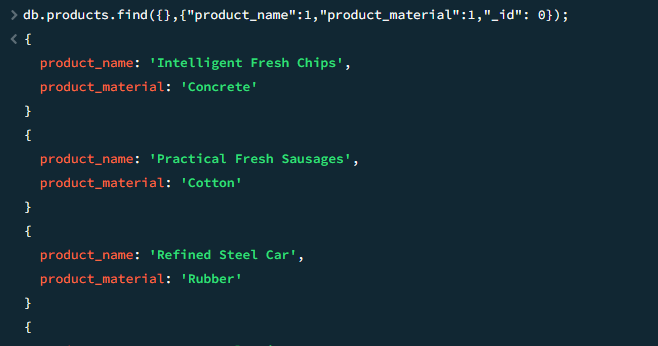 > db.products.find({},{"product_name":1,"product_material":1,"_id": 0});
< {
product_name: 'Intelligent Fresh Chips',
product_material: 'Concrete'
}
{
product_name: 'Practical Fresh Sausages',
product_material: 'Cotton'
}
{
product_name: 'Refined Steel Car',
product_material: 'Rubber'
}
{